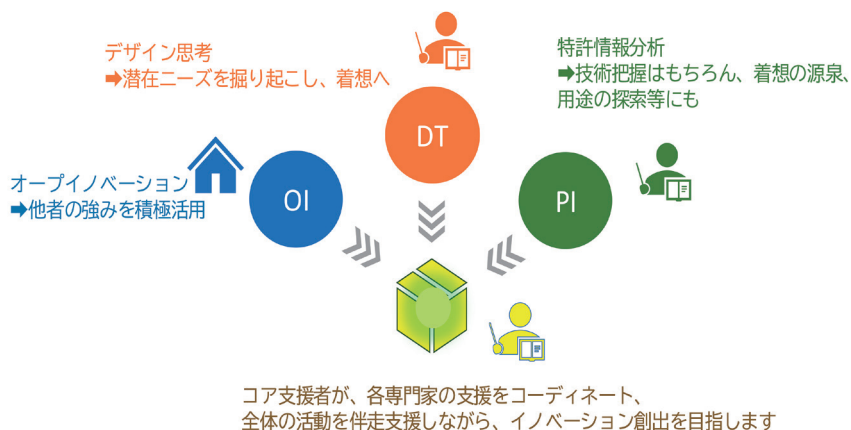 デザイン思考
➡潜在ニーズを掘り起こし、着想へ
特許情報分析
➡技術把握はもちろん、着想の源泉、
用途の探索等にも
DT
オープイノベーション
➡他者の強みを積極活用
OI
PI
コア支援者が、各専門家の支援をコーディネート、
全体の活動を伴走支援しながら、イノベーション創出を目指します